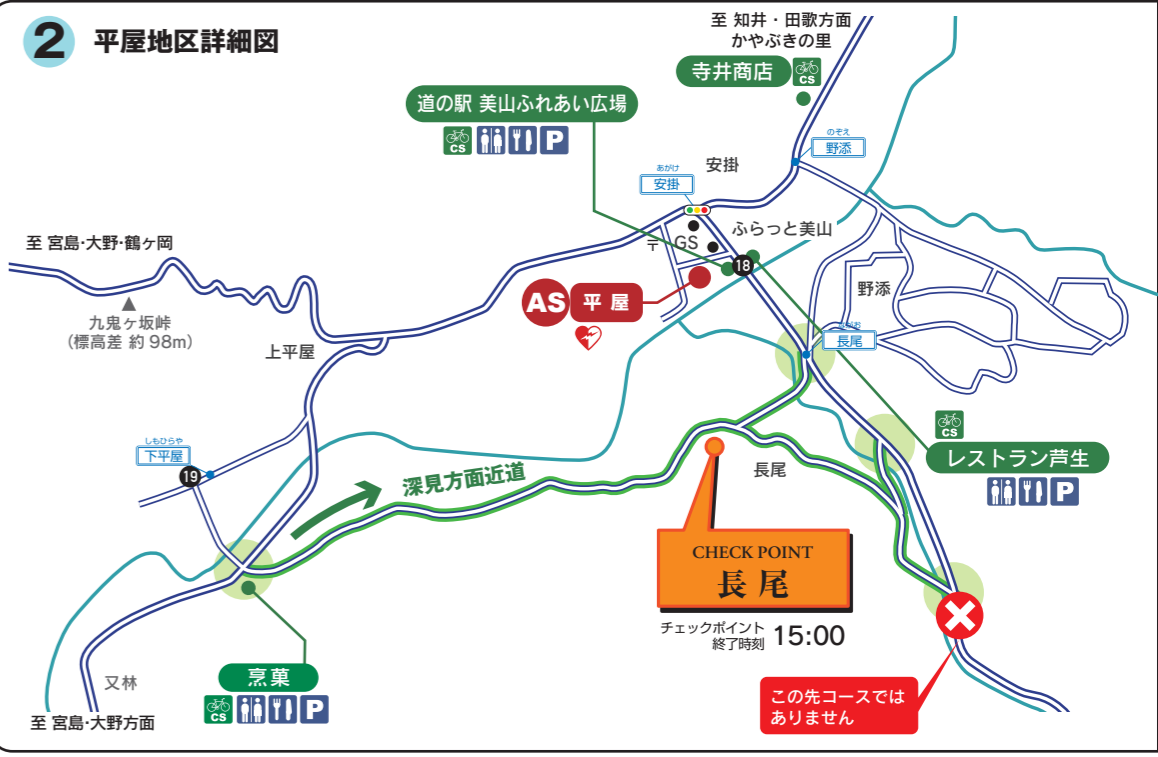 2 平屋地区詳細図
至 知井・田歌方面
かやぶきの里
寺井商店
CS
道の駅 美山ふれあい広場
CS
P
のぞえ
野添
安掛
あがけ
安掛
ふらっと美山
〒
GS
18
至 宮島・大野・鶴ヶ岡
九鬼ヶ坂峠
(標高差 約 98m)
AS 平屋
野添
長尾
上平屋
CS
レストラン芦生
P
しもひらや
下平屋
19
深見方面近道
長尾
CHECK POINT
長尾
チェックポイント
終了時刻
15:00
烹菓
CS
P
又林
至 宮島・大野方面
この先コースでは
ありません